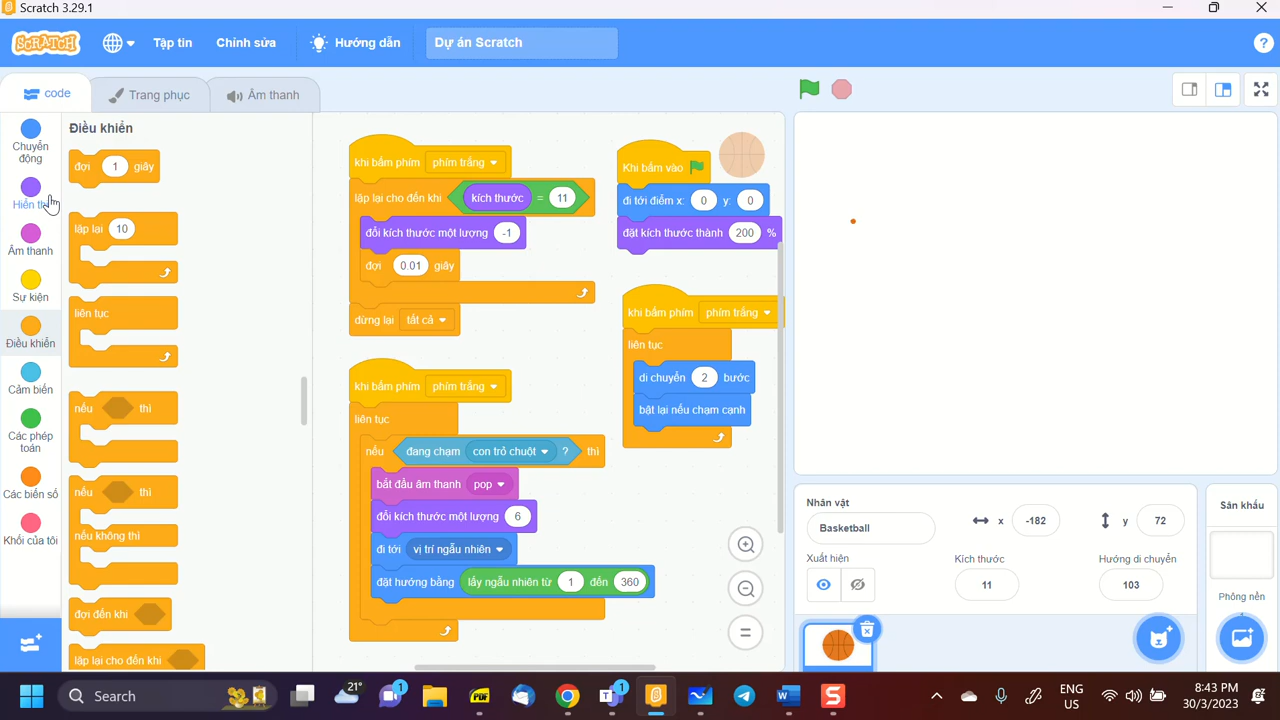 Scratch 3.29.1
SCRATCH
Tập tin
Chỉnh sửa
Hướng dẫn
Dự án Scratch
?
code
Trang phục
Âm thanh
Chuyển động
Hiển thị
Âm thanh
Sự kiện
Điều khiển
Cảm biến
Các phép toán
Các biến số
Khối của tôi
Điều khiển
đợi 1 giây
lặp lại 10
liên tục
nếu thì
nếu thì
nếu không thì
đợi đến khi
lặp lại cho đến khi
khi bấm phím phím trắng
lặp lại cho đến khi kích thước = 11
đổi kích thước một lượng -1
đợi 0.01 giây
dừng lại tất cả
khi bấm phím phím trắng
liên tục
nếu đang chạm con trỏ chuột ? thì
bắt đầu âm thanh pop
đổi kích thước một lượng 6
đi tới vị trí ngẫu nhiên
đặt hướng bằng lấy ngẫu nhiên từ 1 đến 360
Khi bấm vào
đi tới điểm x: 0 y: 0
đặt kích thước thành 200 %
khi bấm phím phím trắng
liên tục
di chuyển 2 bước
bật lại nếu chạm cạnh
Nhân vật
Basketball
x -182
y 72
Xuất hiện
Kích thước
11
Hướng di chuyển
103
Sân khấu
Phông nền
1
Search
21°
1
PDF
1
W
S
ENG
US
8:43 PM
30/3/2023